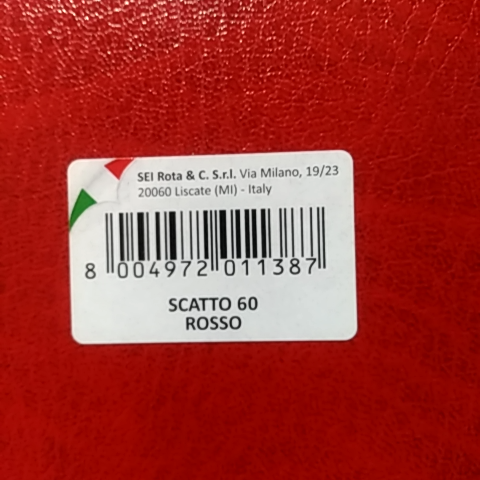 SEI Rota & C. S.r.l. Via Milano, 19/23
20060 Liscate (MI) - Italy
8 004972 011387
SCATTO 60
ROSSO